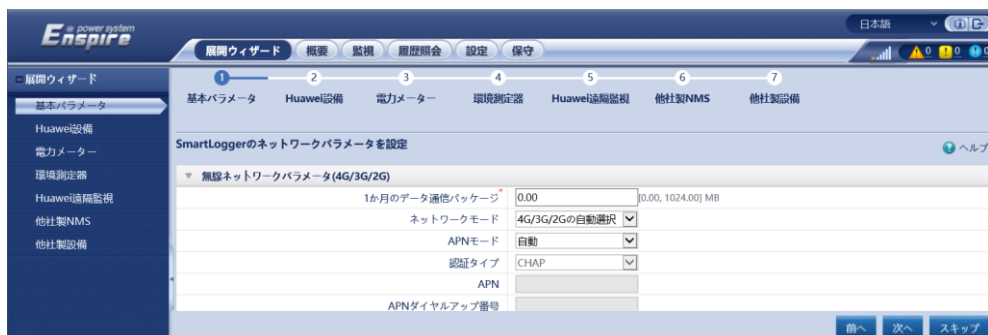 power system
Enspire
日本語
展開ウィザード 概要 監視 履歴照会 設定 保守
0 0
展開ウィザード
基本パラメータ
Huawei設備
電力メーター
環境測定器
Huawei遠隔監視
他社製NMS
他社製設備
1 2 3 4 5 6 7
基本パラメータ Huawei設備 電力メーター 環境測定器 Huawei遠隔監視 他社製NMS 他社製設備
SmartLoggerのネットワークパラメータを設定
ヘルプ
無線ネットワークパラメータ(4G/3G/2G)
1か月のデータ通信パッケージ* 0.00 [0.00, 1024.00] MB
ネットワークモード 4G/3G/2Gの自動選択
APNモード 自動
認証タイプ CHAP
APN
APNダイヤルアップ番号
前へ 次へ スキップ